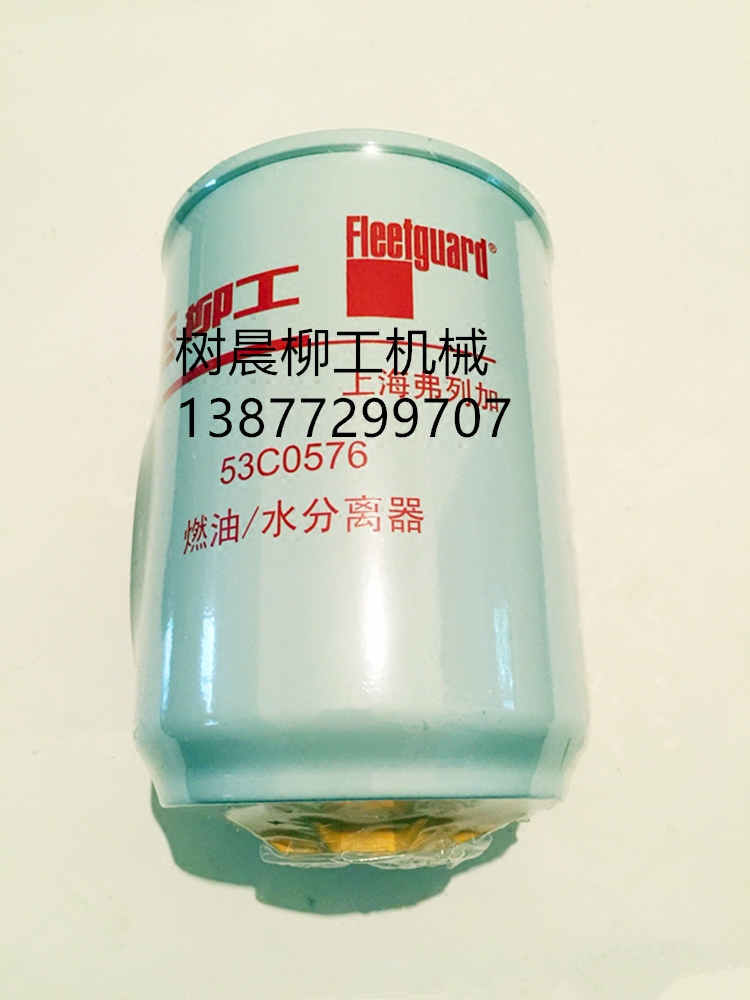 Fleetguard®
柳工
树晨柳工机械
上海弗列加
13877299707
53C0576
燃油/水分离器